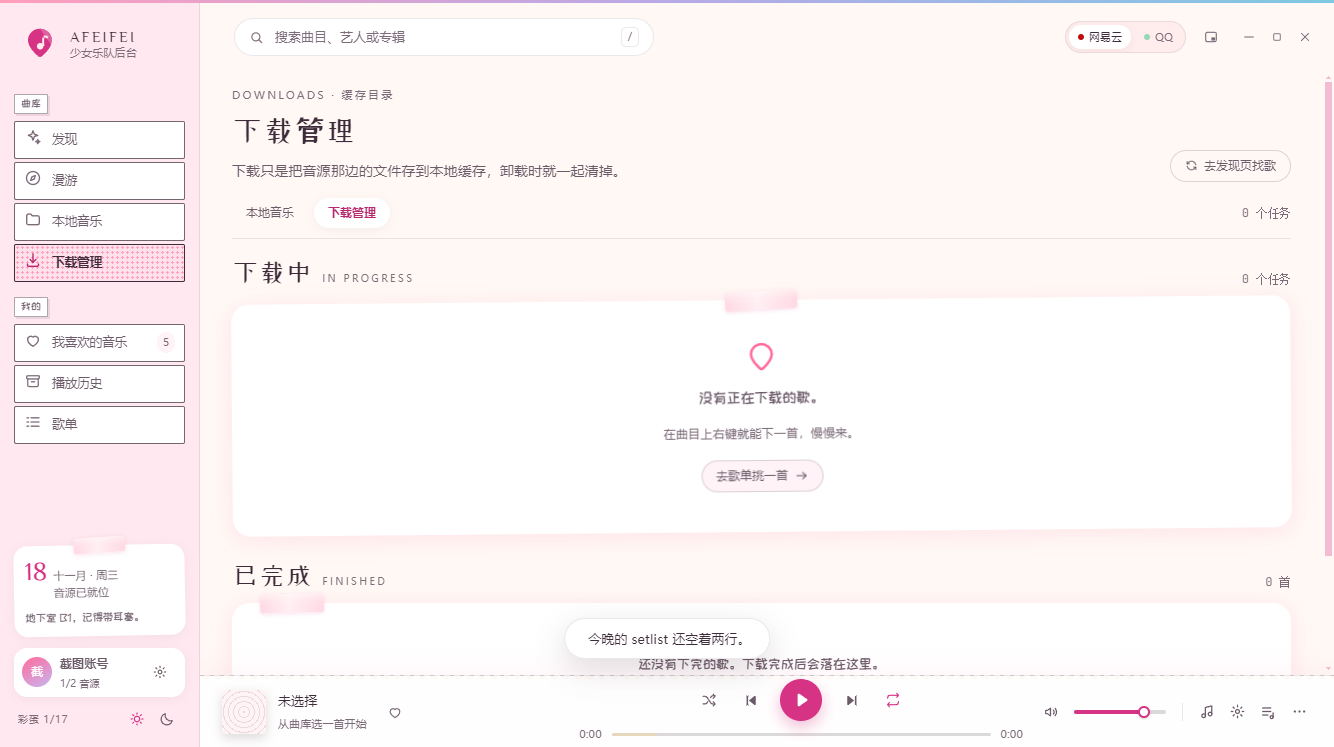 AFEIFEI
少女乐队后台
曲库
发现
漫游
本地音乐
下载管理
我的
我喜欢的音乐 5
播放历史
歌单
18 十一月 · 周三
音源已就位
地下室 B1，记得带耳塞。
截 截图账号
1/2 音源
彩蛋 1/17
搜索曲目、艺人或专辑 /
网易云 QQ
DOWNLOADS · 缓存目录
下载管理
下载只是把音源那边的文件存到本地缓存，卸载时就一起清掉。
去发现页找歌
本地音乐 下载管理 0 个任务
下载中 IN PROGRESS 0 个任务
没有正在下载的歌。
在曲目上右键就能下一首，慢慢来。
去歌单挑一首 →
已完成 FINISHED 0 首
今晚的 setlist 还空着两行。
还没有下完的歌。下载完成后会落在这里。
未选择
从曲库选一首开始
0:00 0:00